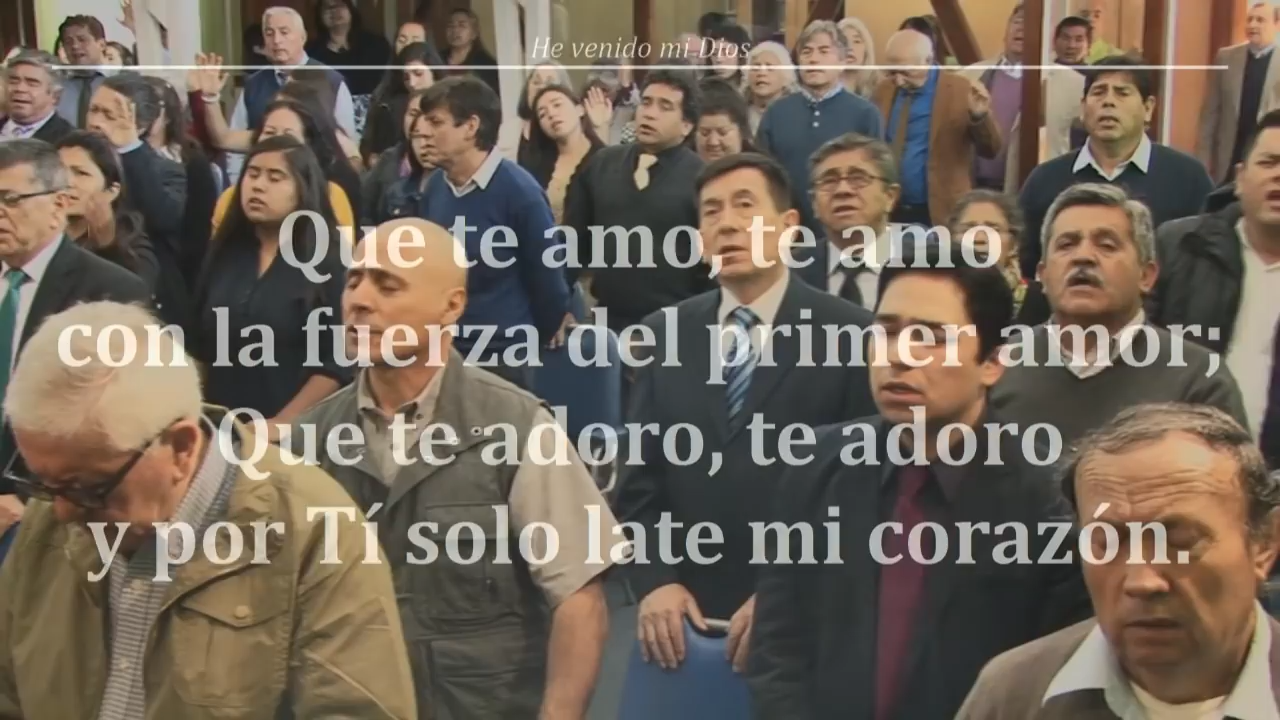 He venido mi Dios
Que te amo, te amo
con la fuerza del primer amor;
Que te adoro, te adoro
y por Tí solo late mi corazón.